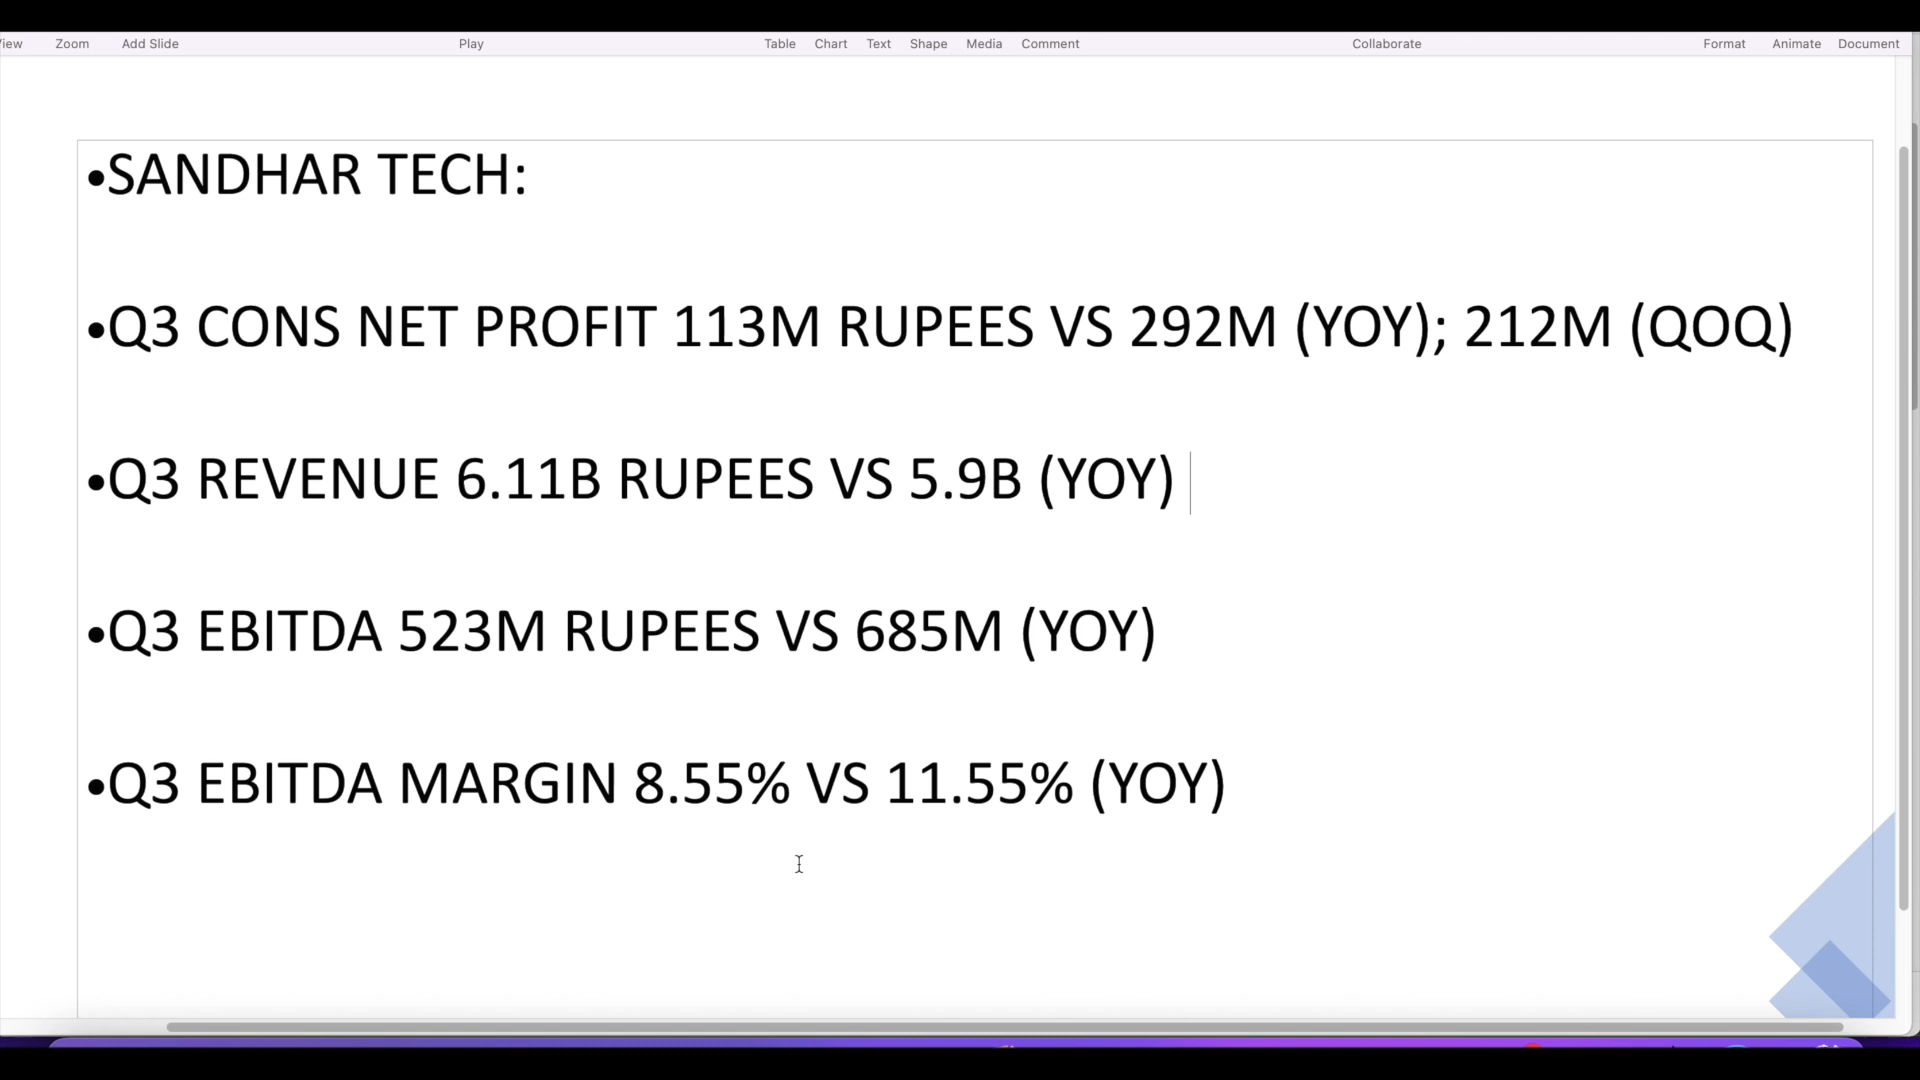 iew Zoom Add Slide Play Table Chart Text Shape Media Comment Collaborate Format Animate Document
•SANDHAR TECH:
•Q3 CONS NET PROFIT 113M RUPEES VS 292M (YOY); 212M (QOQ)
•Q3 REVENUE 6.11B RUPEES VS 5.9B (YOY)
•Q3 EBITDA 523M RUPEES VS 685M (YOY)
•Q3 EBITDA MARGIN 8.55% VS 11.55% (YOY)